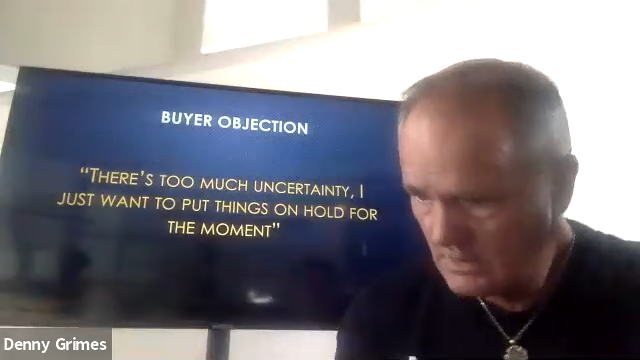 BUYER OBJECTION
“THERE’S TOO MUCH UNCERTAINTY, I
JUST WANT TO PUT THINGS ON HOLD FOR
THE MOMENT”
Denny Grimes